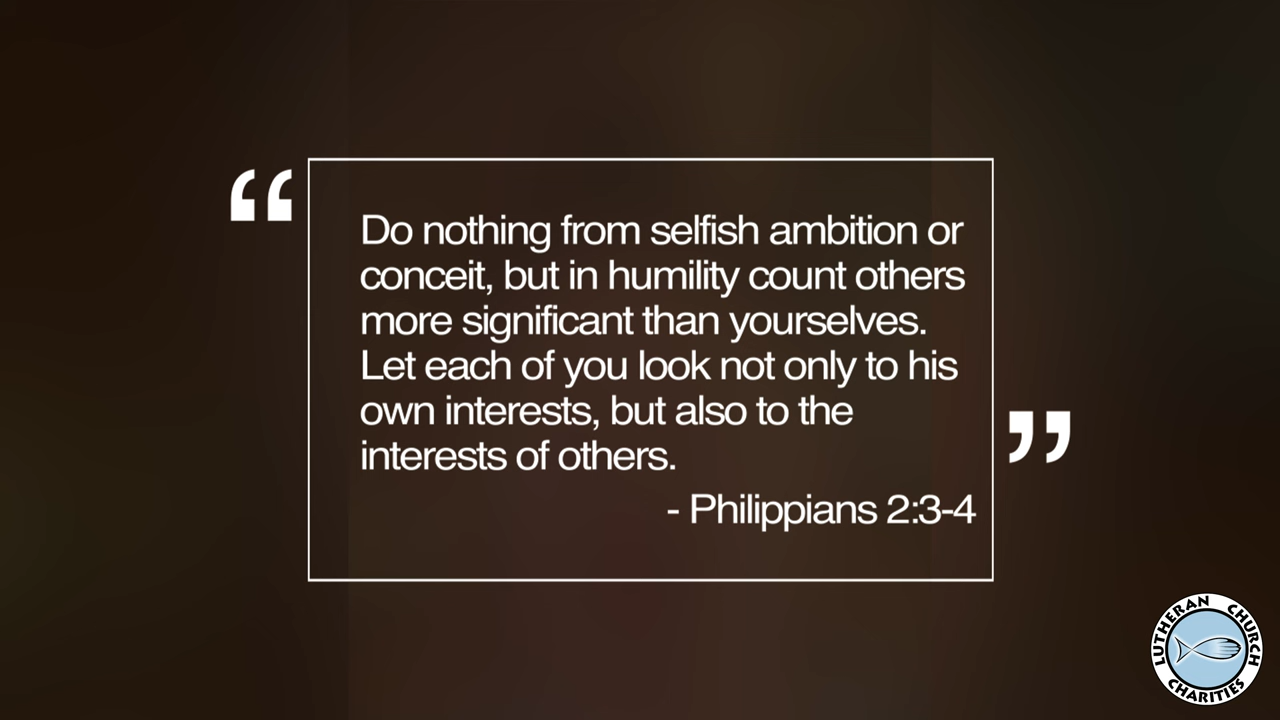 “
Do nothing from selfish ambition or
conceit, but in humility count others
more significant than yourselves.
Let each of you look not only to his
own interests, but also to the
interests of others.
”
- Philippians 2:3-4
LUTHERAN CHURCH
CHARITIES